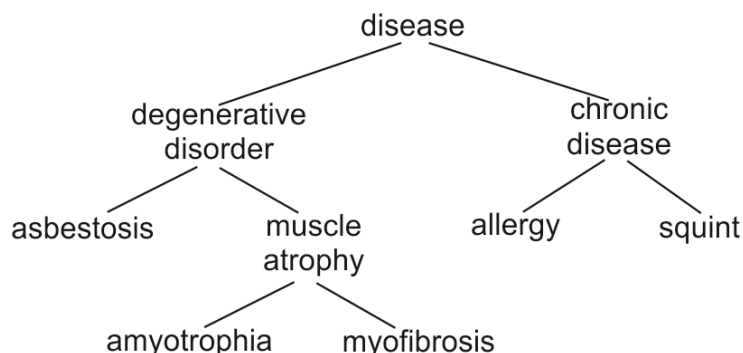 disease
degenerative
disorder
chronic
disease
asbestosis
muscle
atrophy
allergy
squint
amyotrophia
myofibrosis